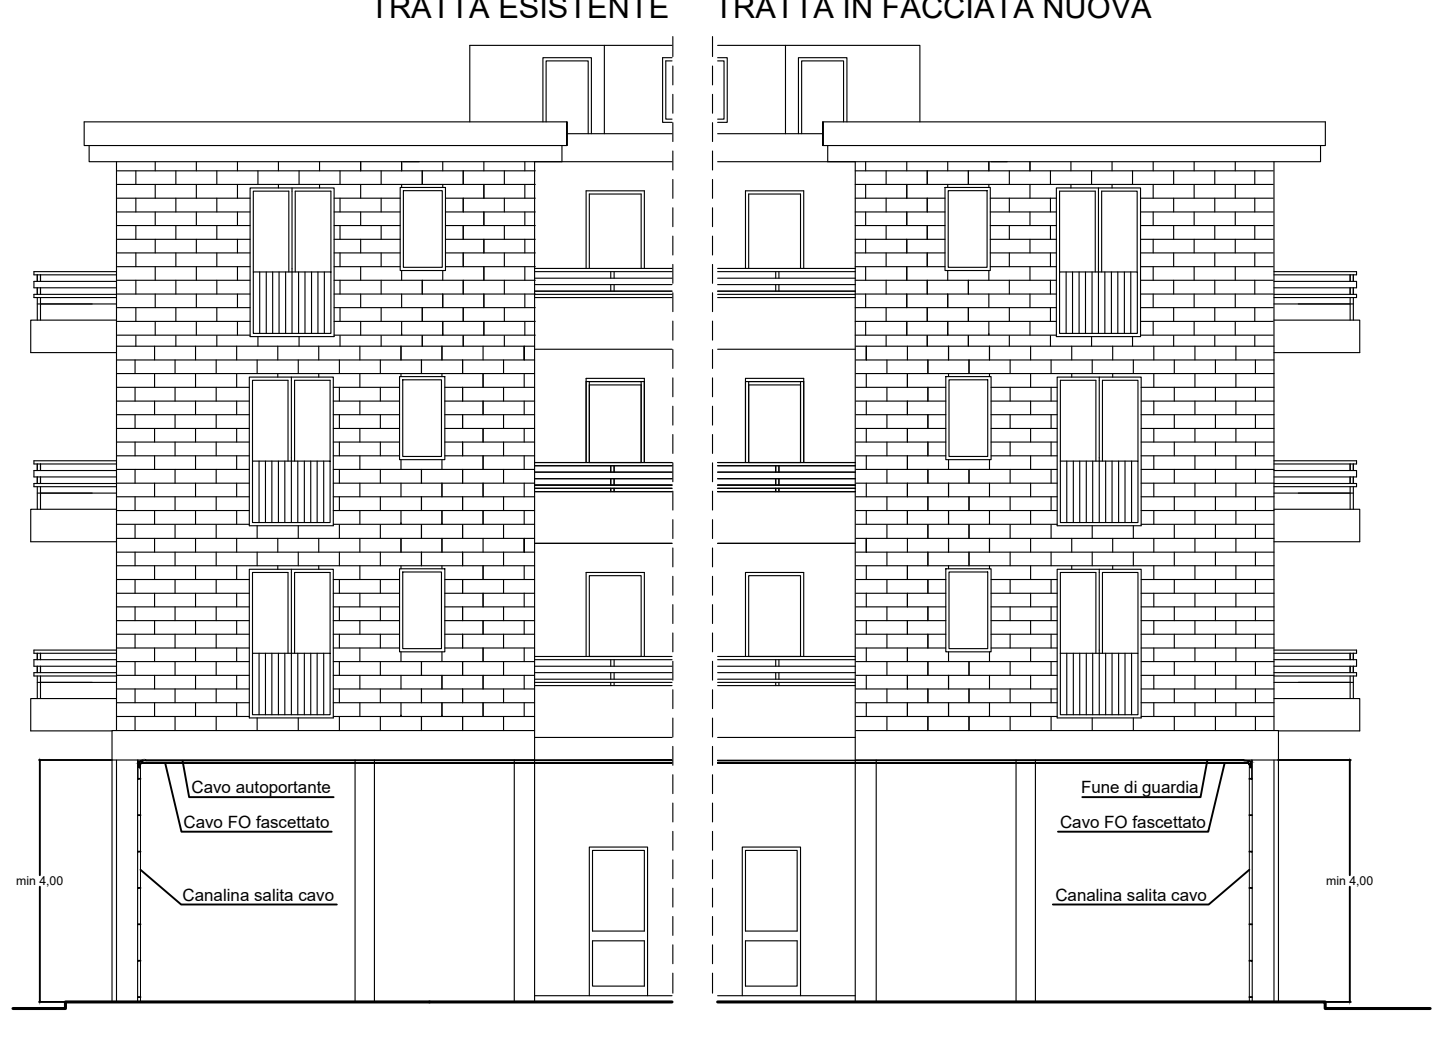 TRATTA ESISTENTE
TRATTA IN FACCIATA NUOVA
Cavo autoportante
Cavo FO fascettato
Canalina salita cavo
min 4,00
Fune di guardia
Cavo FO fascettato
Canalina salita cavo
min 4,00